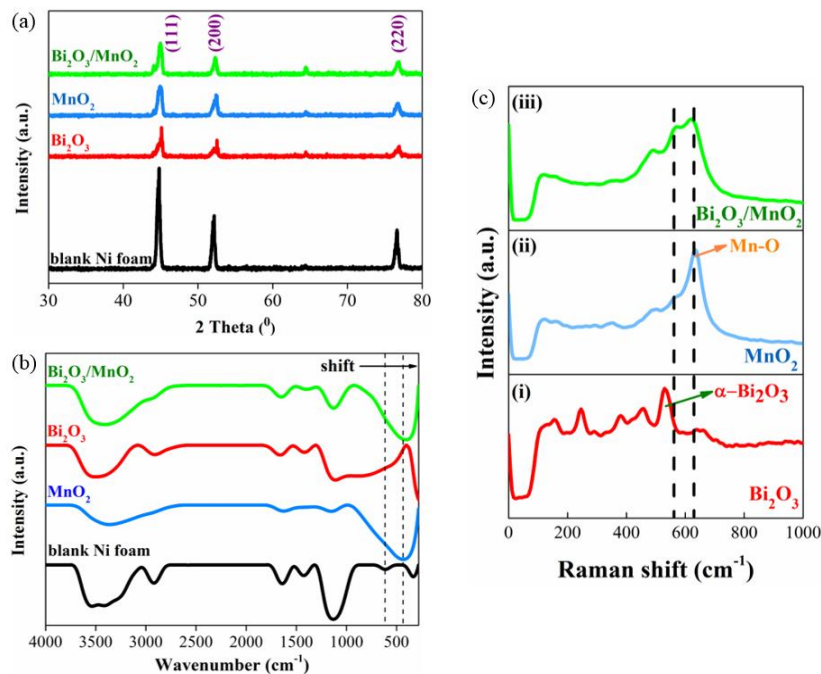 (a)
(111)
(200)
(220)
Bi₂O₃/MnO₂
MnO₂
Bi₂O₃
blank Ni foam
Intensity (a.u.)
30 40 50 60 70 80
2 Theta (⁰)
(b)
Bi₂O₃/MnO₂
shift
Bi₂O₃
MnO₂
blank Ni foam
Intensity (a.u.)
4000 3500 3000 2500 2000 1500 1000 500
Wavenumber (cm⁻¹)
(c)
(iii)
Bi₂O₃/MnO₂
(ii)
Mn-O
MnO₂
(i)
α–Bi₂O₃
Bi₂O₃
Intensity (a.u.)
0 200 400 600 800 1000
Raman shift (cm⁻¹)